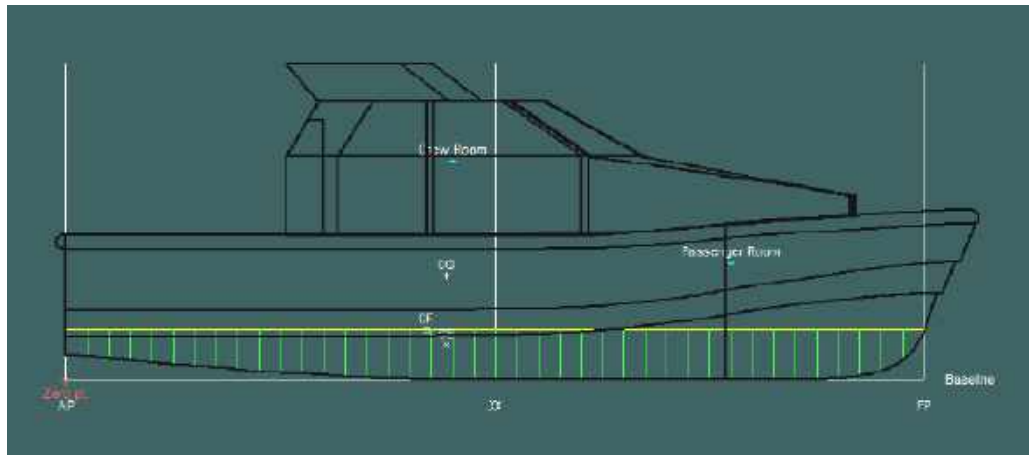 Crew Room
Passenger Room
CG
CF
Baseline
Zero pt.
AP
FP